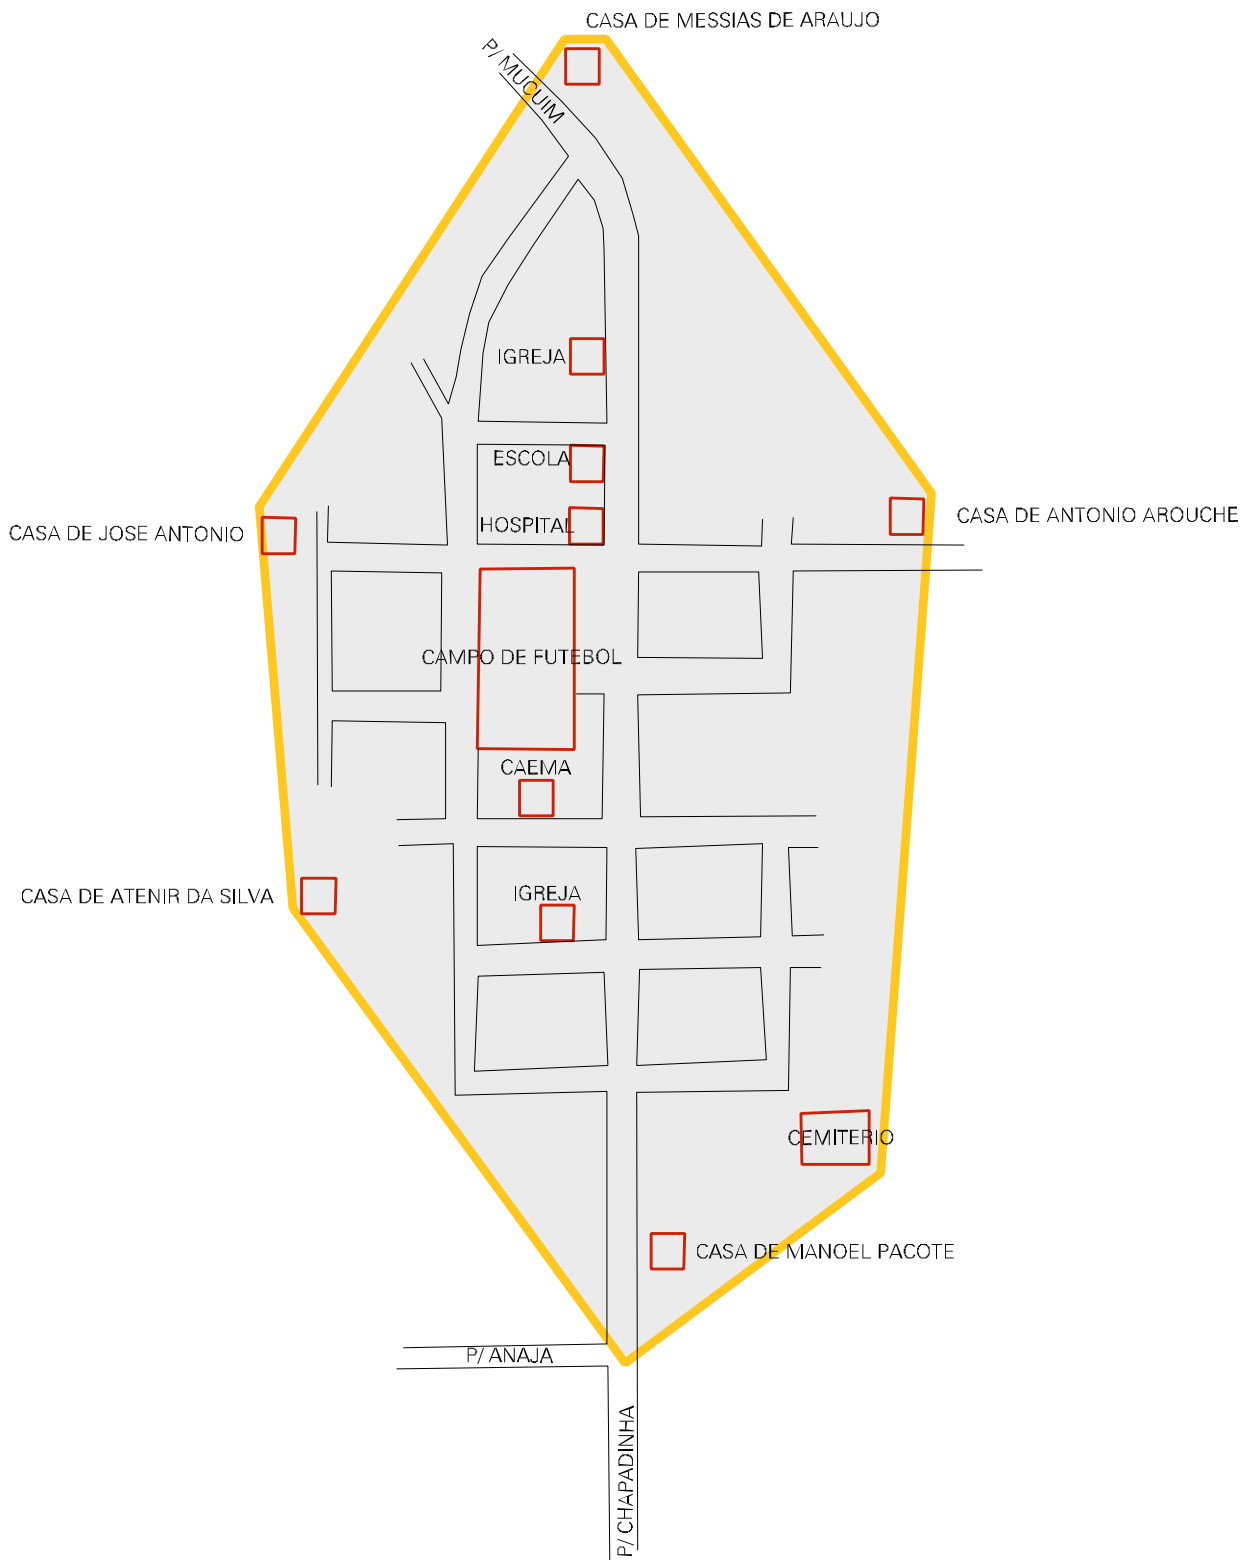 CASA DE MESSIAS DE ARAUJO
P/ MUCUIM
IGREJA
ESCOLA
CASA DE ANTONIO AROUCHE
HOSPITAL
CASA DE JOSE ANTONIO
CAMPO DE FUTEBOL
CAEMA
IGREJA
CASA DE ATENIR DA SILVA
CEMITERIO
CASA DE MANOEL PACOTE
P/ ANAJA
P/ CHAPADINHA